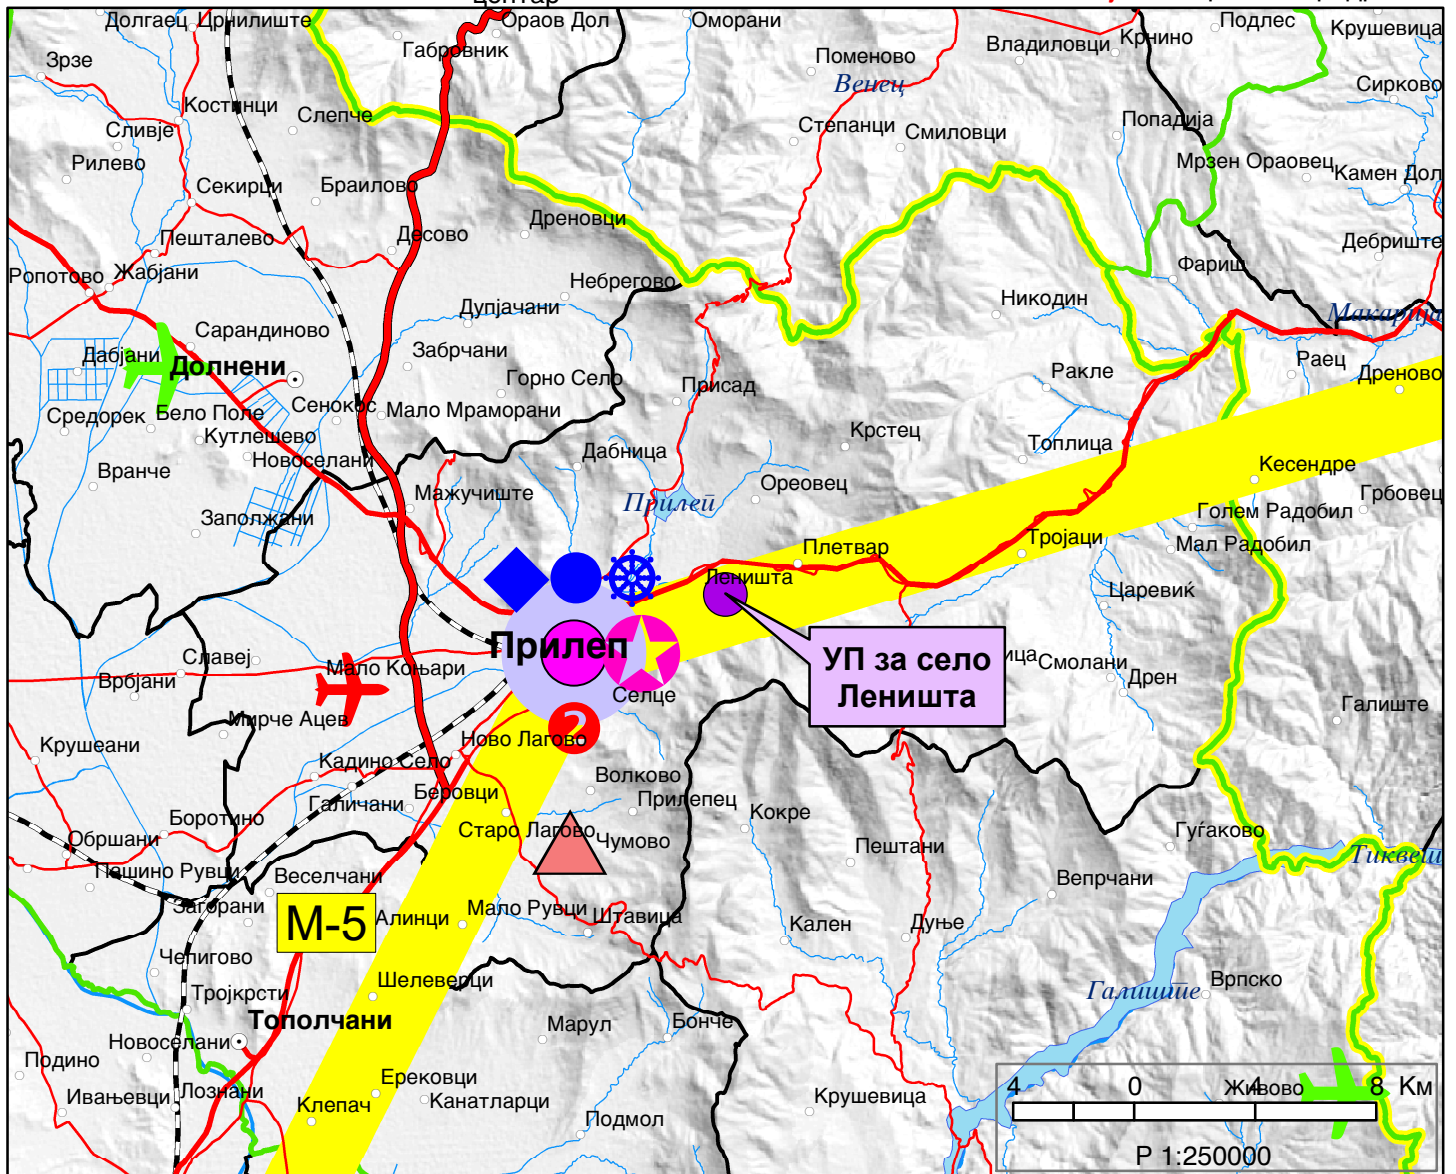 центар
Долгаец
Црнилиште
Ораов Дол
Оморани
Подлес
Крушевица
Габровник
Владиловци
Крнино
Зрзе
Поменово
Венец
Сирково
Костинци
Слепче
Сливје
Степанци
Смиловци
Попадија
Рилево
Мрзен Ораовец
Камен Дол
Секирци
Браилово
Дреновци
Пешталево
Десово
Дебриште
Ропотово
Жабјани
Небрегово
Фариш
Дупјачани
Никодин
Макарија
Сарандиново
Дабјани
Долнени
Забрчани
Раец
Дреново
Горно Село
Присад
Ракле
Средорек
Бело Поле
Сенокос
Мало Мраморани
Кутлешево
Крстец
Топлица
Вранче
Новоселани
Дабница
Кесендре
Мажучиште
Прилеп
Ореовец
Грбовец
Заполжани
Голем Радобил
Плетвар
Тројаци
Мал Радобил
Леништа
Царевиќ
Прилеп
УП за село
Леништа
Славеј
Мало Коњари
ица
Смолани
Дрен
Врбјани
Селце
Мирче Ацев
Галиште
Крушеани
Ново Лагово
2
Кадино Село
Волково
Галичани
Беровци
Прилепец
Кокре
Боротино
Обршани
Старо Лагово
Чумово
Гуѓаково
Пешино Рувци
Пештани
Тиквеш
Веселчани
Вепрчани
Загорани
М-5
Алинци
Мало Рувци
Штавица
Кален
Дуње
Чепигово
Шелеверци
Врпско
Тројкрсти
Галиште
Тополчани
Марул
Бонче
Новоселани
Подино
Ивањевци
Лознани
Ерековци
Канатларци
Клепач
Подмол
Крушевица
Живово
4 0 4 8 Км
Р 1:250000